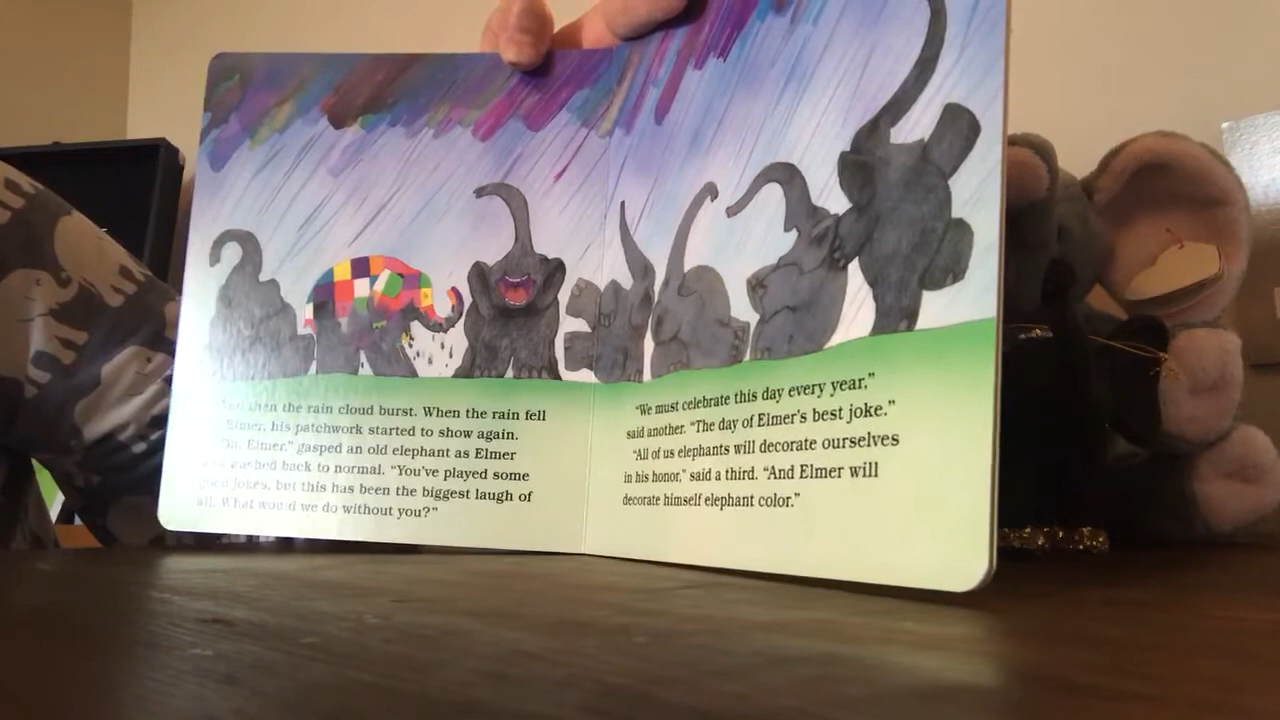 And then the rain cloud burst. When the rain fell
Elmer, his patchwork started to show again.
Elmer," gasped an old elephant as Elmer
washed back to normal. "You've played some
good jokes, but this has been the biggest laugh of
all. What would we do without you?"
"We must celebrate this day every year,"
said another. "The day of Elmer's best joke."
"All of us elephants will decorate ourselves
in his honor," said a third. "And Elmer will
decorate himself elephant color."